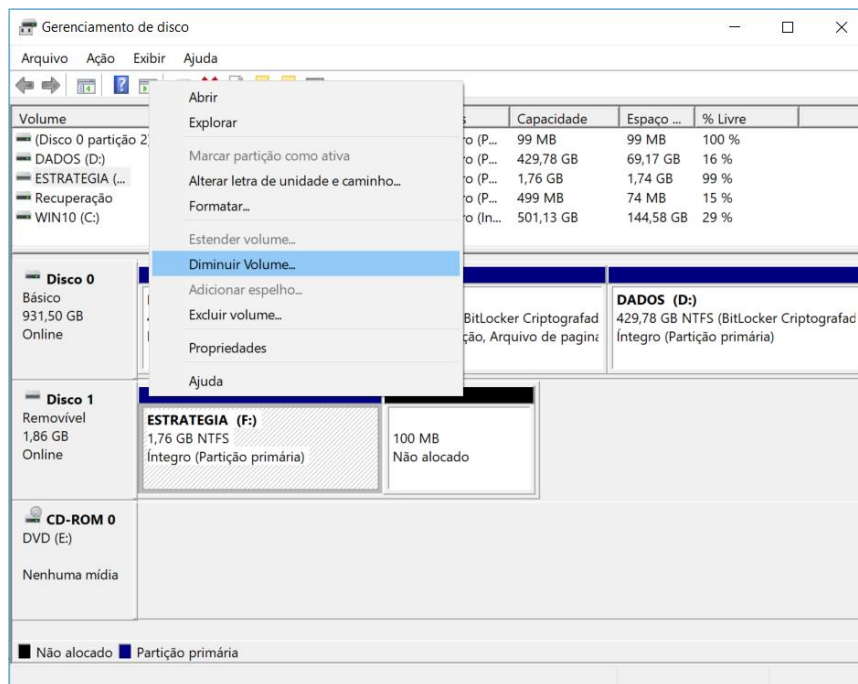 Gerenciamento de disco
Arquivo Ação Exibir Ajuda
Abrir
Explorar
Marcar partição como ativa
Alterar letra de unidade e caminho...
Formatar...
Estender volume...
Diminuir Volume...
Adicionar espelho...
Excluir volume...
Propriedades
Ajuda
Volume Capacidade Espaço ... % Livre
(Disco 0 partição 2) 99 MB 99 MB 100 %
DADOS (D:) 429,78 GB 69,17 GB 16 %
ESTRATEGIA (... 1,76 GB 1,74 GB 99 %
Recuperação 499 MB 74 MB 15 %
WIN10 (C:) 501,13 GB 144,58 GB 29 %
Disco 0
Básico
931,50 GB
Online
BitLocker Criptografad
ção, Arquivo de pagina
DADOS (D:)
429,78 GB NTFS (BitLocker Criptografad
Íntegro (Partição primária)
Disco 1
Removível
1,86 GB
Online
ESTRATEGIA (F:)
1,76 GB NTFS
Íntegro (Partição primária)
100 MB
Não alocado
CD-ROM 0
DVD (E:)
Nenhuma mídia
Não alocado Partição primária